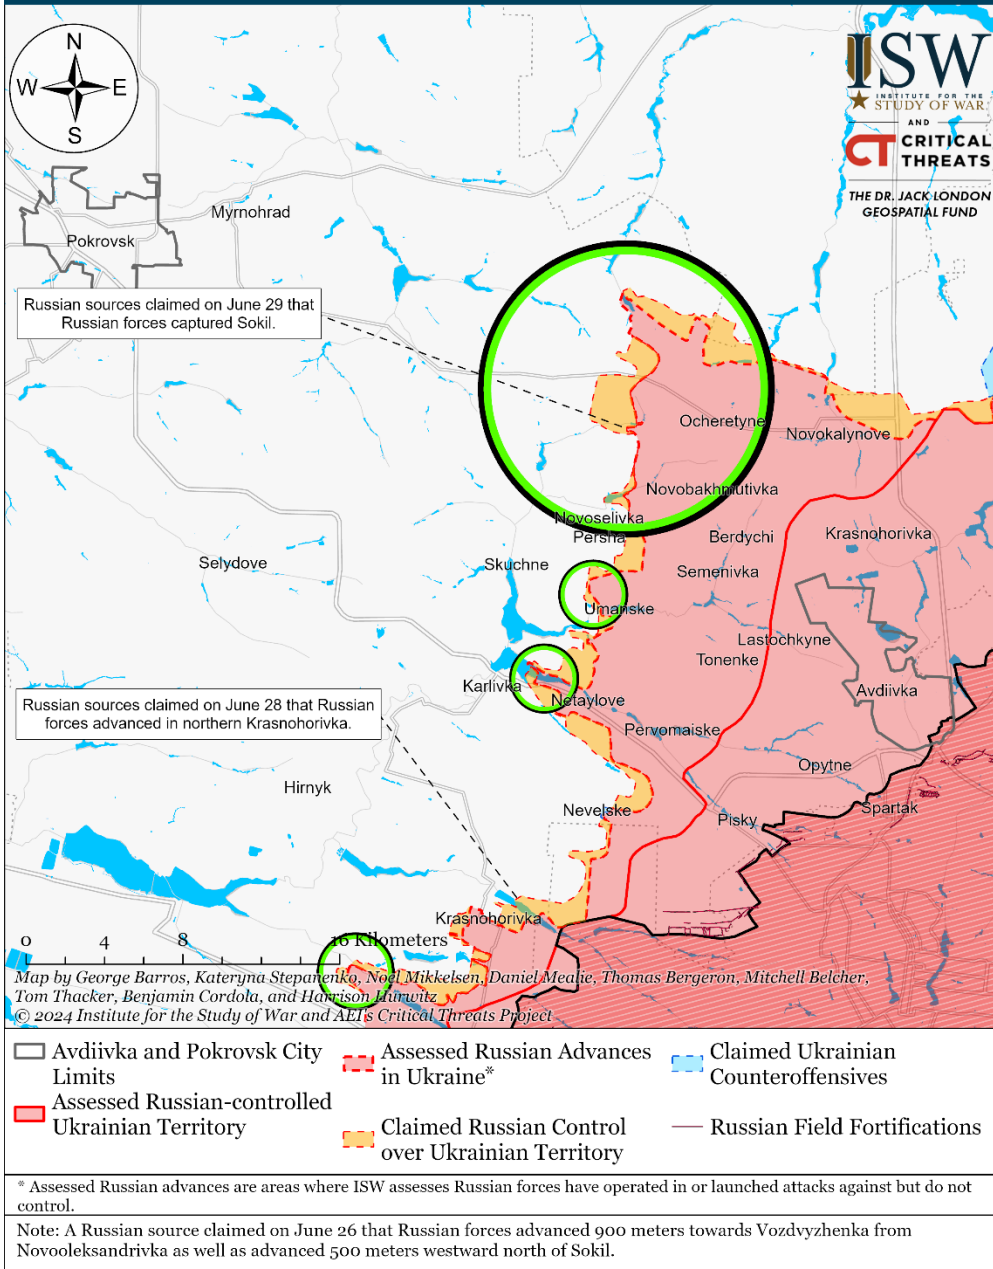 N
W E
S
ISW
INSTITUTE FOR THE
STUDY OF WAR
AND
CT CRITICAL
THREATS
THE DR. JACK LONDON
GEOSPATIAL FUND
Myrnohrad
Pokrovsk
Russian sources claimed on June 29 that
Russian forces captured Sokil.
Ocheretyne
Novokalynove
Novobakhmutivka
Novoselivka
Persha
Berdychi
Krasnohorivka
Selydove
Skuchne
Semenivka
Umanske
Lastochkyne
Tonenke
Karlivka
Avdiivka
Netaylove
Russian sources claimed on June 28 that Russian
forces advanced in northern Krasnohorivka.
Pervomaiske
Opytne
Hirnyk
Nevelske
Pisky
Spartak
Krasnohorivka
0 4 8 16 Kilometers
Map by George Barros, Kateryna Stepanenko, Noel Mikkelsen, Daniel Mealie, Thomas Bergeron, Mitchell Belcher,
Tom Thacker, Benjamin Cordola, and Harrison Hurwitz
© 2024 Institute for the Study of War and AEI's Critical Threats Project
Avdiivka and Pokrovsk City
Limits
Assessed Russian-controlled
Ukrainian Territory
Assessed Russian Advances
in Ukraine*
Claimed Russian Control
over Ukrainian Territory
Claimed Ukrainian
Counteroffensives
Russian Field Fortifications
* Assessed Russian advances are areas where ISW assesses Russian forces have operated in or launched attacks against but do not
control.
Note: A Russian source claimed on June 26 that Russian forces advanced 900 meters towards Vozdvyzhenka from
Novooleksandrivka as well as advanced 500 meters westward north of Sokil.